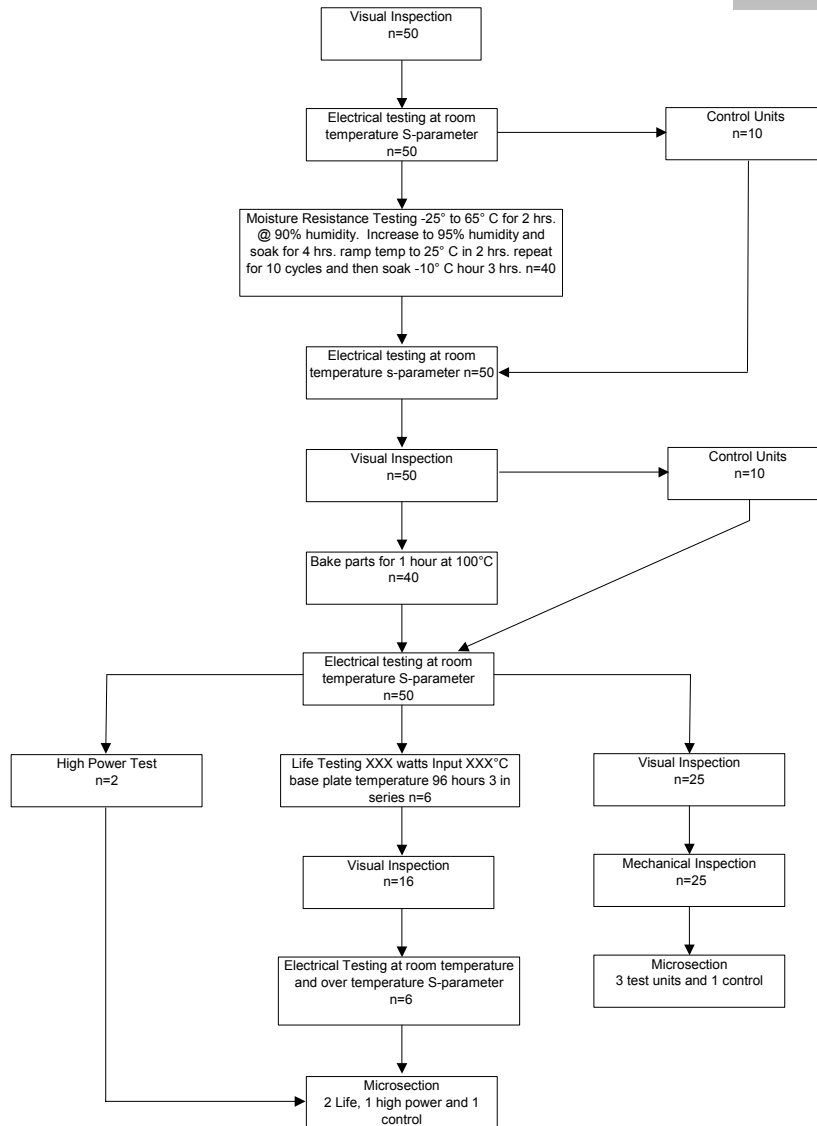 Visual Inspection
n=50
Electrical testing at room
temperature S-parameter
n=50
Control Units
n=10
Moisture Resistance Testing -25° to 65° C for 2 hrs.
@ 90% humidity. Increase to 95% humidity and
soak for 4 hrs. ramp temp to 25° C in 2 hrs. repeat
for 10 cycles and then soak -10° C hour 3 hrs. n=40
Electrical testing at room
temperature s-parameter n=50
Visual Inspection
n=50
Control Units
n=10
Bake parts for 1 hour at 100°C
n=40
Electrical testing at room
temperature S-parameter
n=50
High Power Test
n=2
Life Testing XXX watts Input XXX°C
base plate temperature 96 hours 3 in
series n=6
Visual Inspection
n=25
Visual Inspection
n=16
Mechanical Inspection
n=25
Electrical Testing at room temperature
and over temperature S-parameter
n=6
Microsection
3 test units and 1 control
Microsection
2 Life, 1 high power and 1
control